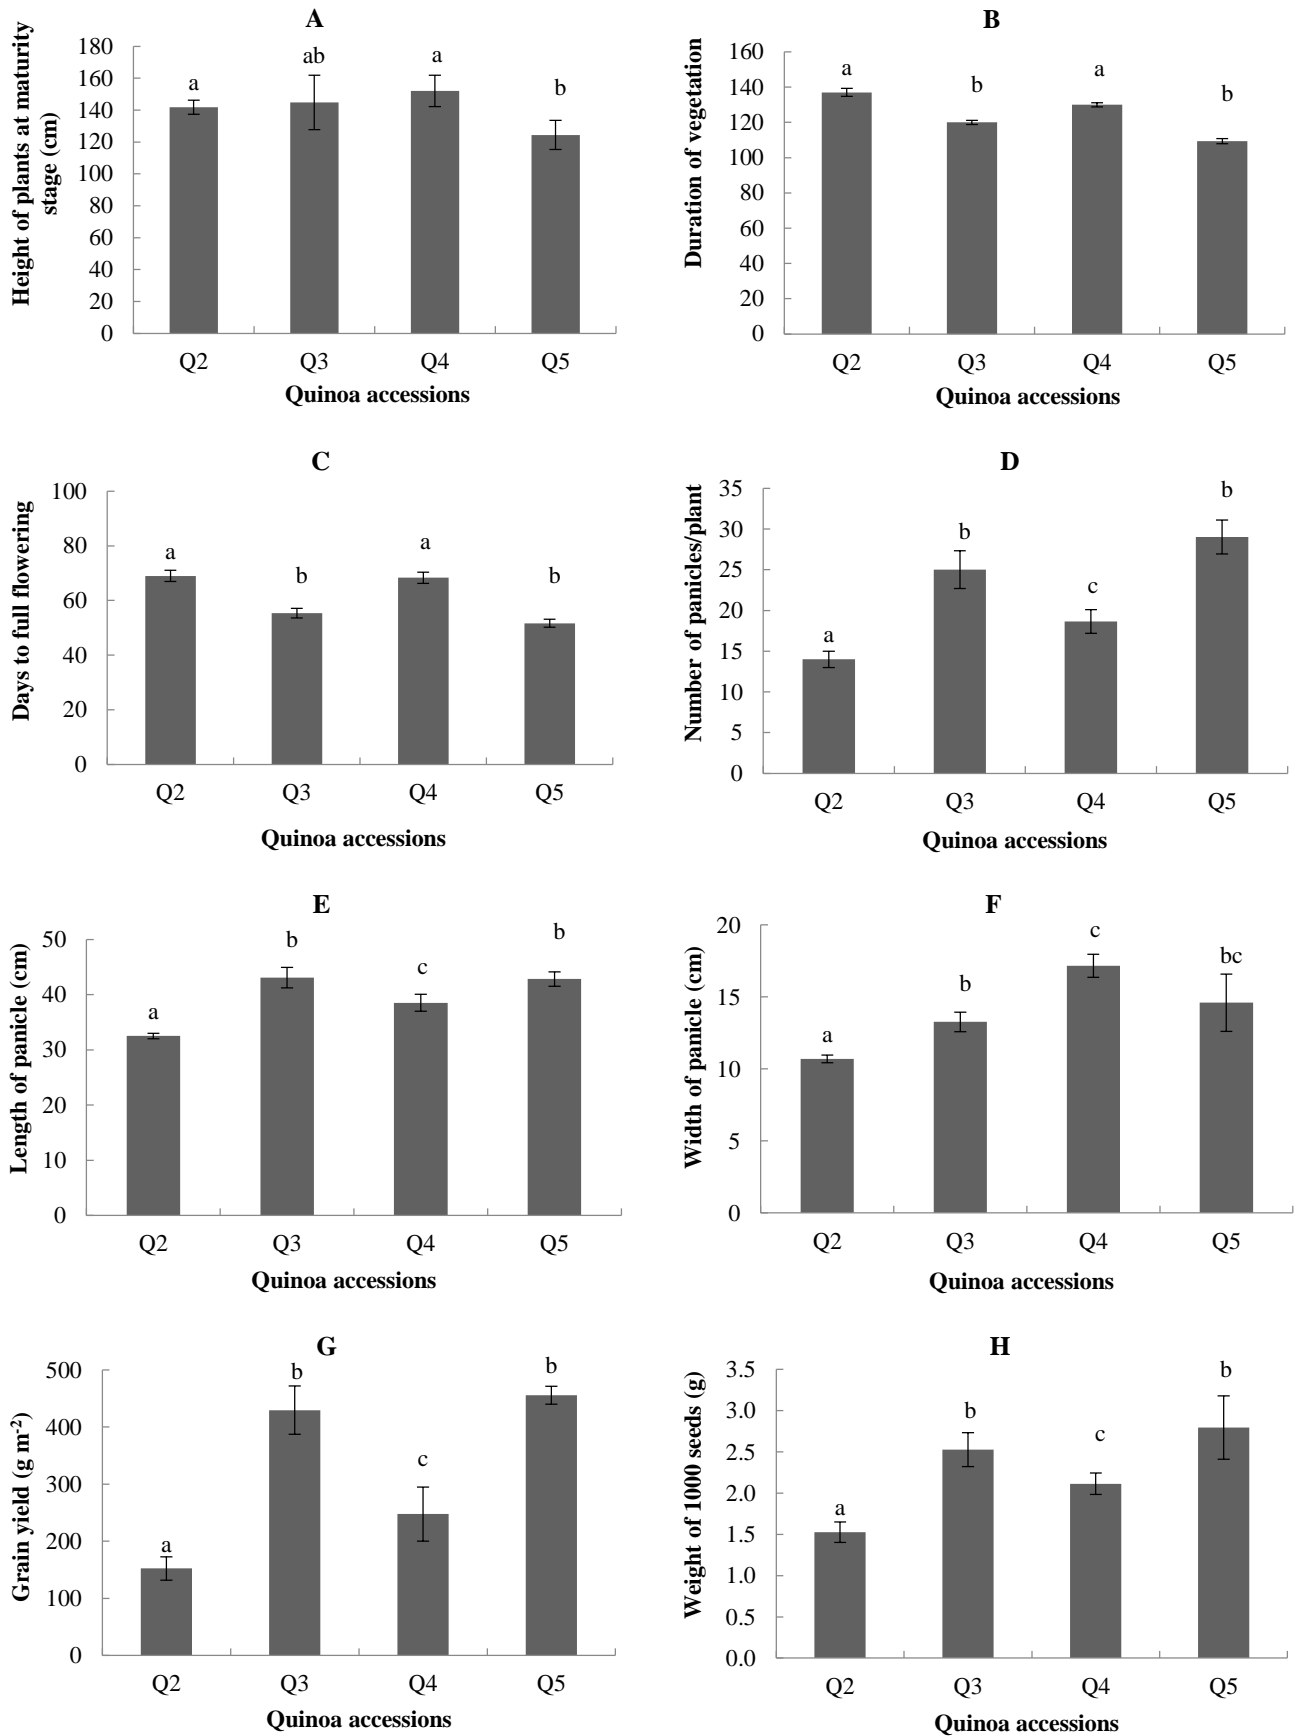 A
Height of plants at maturity
stage (cm)
180
160
140
120
100
80
60
40
20
0
a
ab
a
b
Q2 Q3 Q4 Q5
Quinoa accessions
B
Duration of vegetation
160
140
120
100
80
60
40
20
0
a
b
a
b
Q2 Q3 Q4 Q5
Quinoa accessions
C
Days to full flowering
100
80
60
40
20
0
a
b
a
b
Q2 Q3 Q4 Q5
Quinoa accessions
D
Number of panicles/plant
35
30
25
20
15
10
5
0
a
b
c
b
Q2 Q3 Q4 Q5
Quinoa accessions
E
Length of panicle (cm)
50
40
30
20
10
0
a
b
c
b
Q2 Q3 Q4 Q5
Quinoa accessions
F
Width of panicle (cm)
20
15
10
5
0
a
b
c
bc
Q2 Q3 Q4 Q5
Quinoa accessions
G
Grain yield (g m⁻²)
500
400
300
200
100
0
a
b
c
b
Q2 Q3 Q4 Q5
Quinoa accessions
H
Weight of 1000 seeds (g)
3.5
3.0
2.5
2.0
1.5
1.0
0.5
0.0
a
b
c
b
Q2 Q3 Q4 Q5
Quinoa accessions